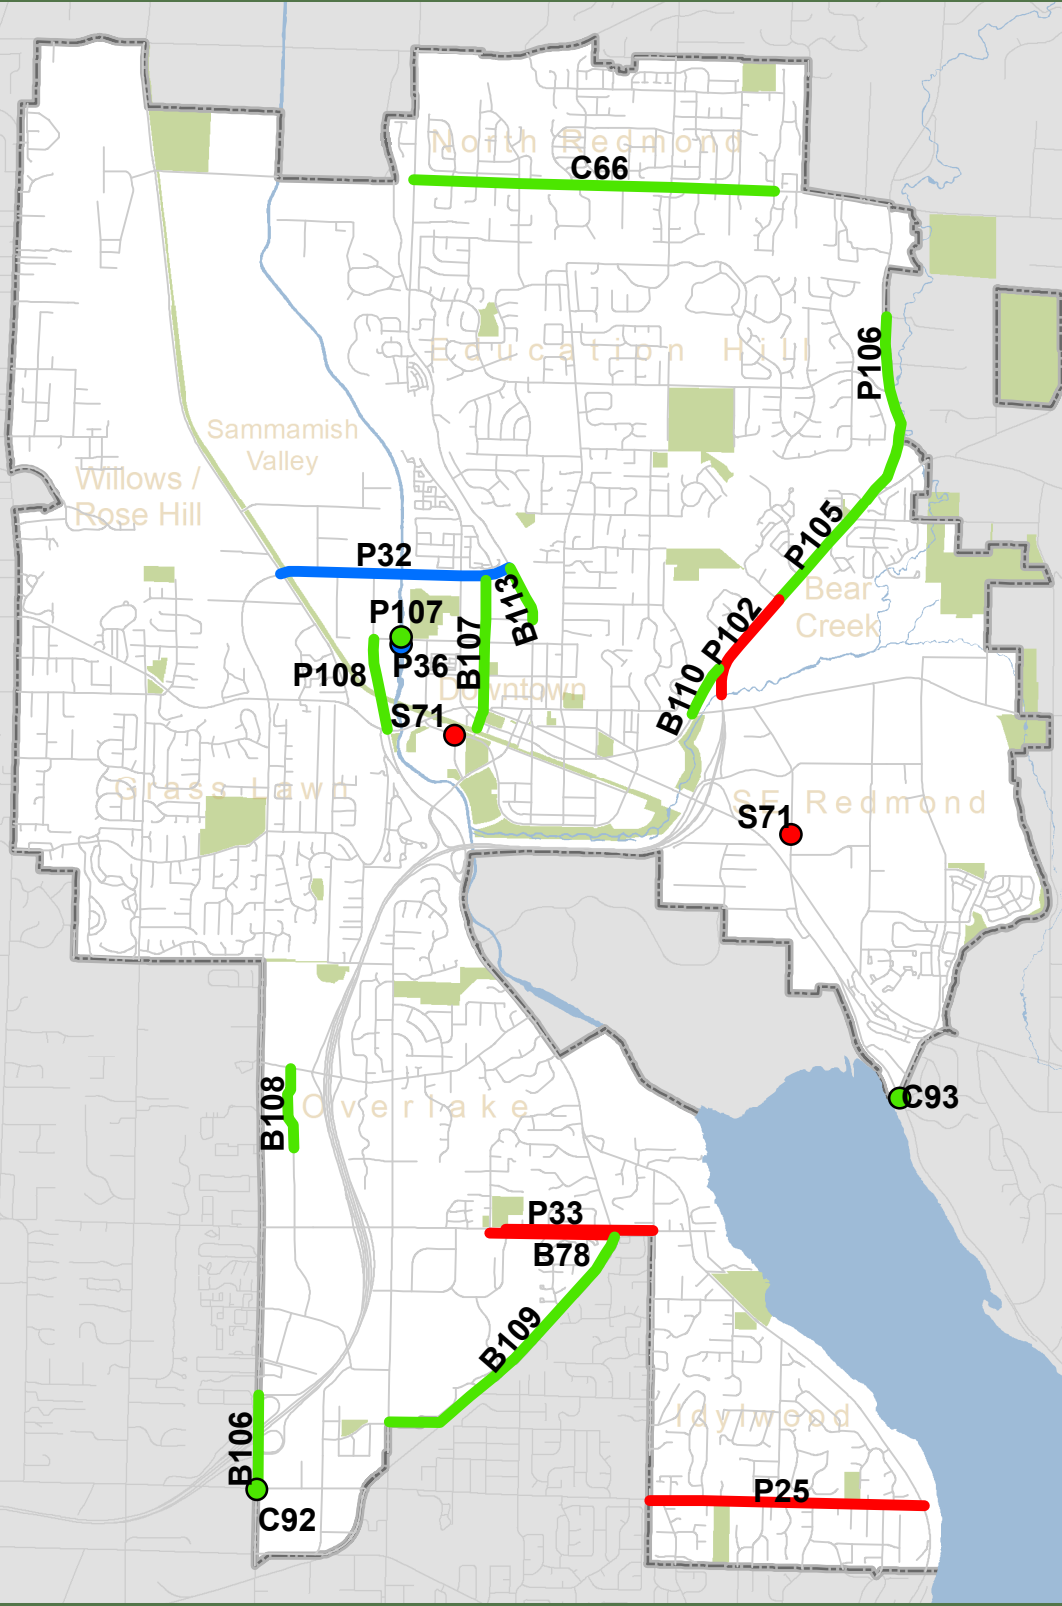 North Redmond
C66
P106
Education Hill
Sammamish
Valley
Willows /
Rose Hill
P105
P32
Bear
Creek
B113
P107
P102
P36
B107
P108
Downtown
B110
S71
Grass Lawn
SE Redmond
S71
C93
B108
Overlake
P33
B78
B109
Idylwood
B106
P25
C92